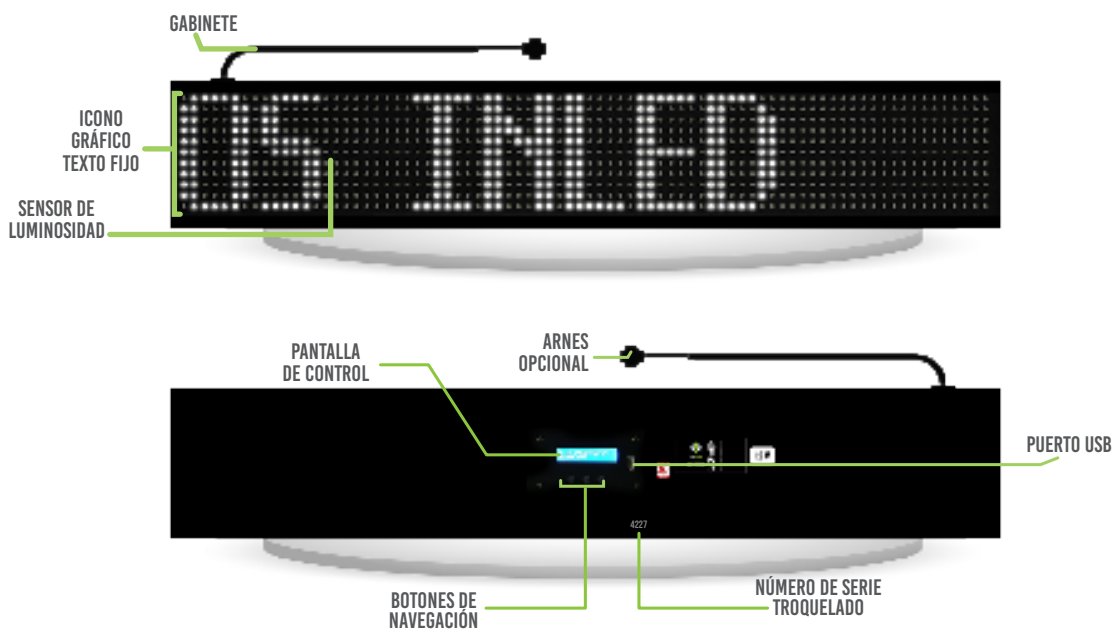 GABINETE
OS INLED
ICONO
GRÁFICO
TEXTO FIJO
SENSOR DE
LUMINOSIDAD
ARNES
OPCIONAL
PANTALLA
DE CONTROL
PUERTO USB
4227
BOTONES DE
NAVEGACIÓN
NÚMERO DE SERIE
TROQUELADO